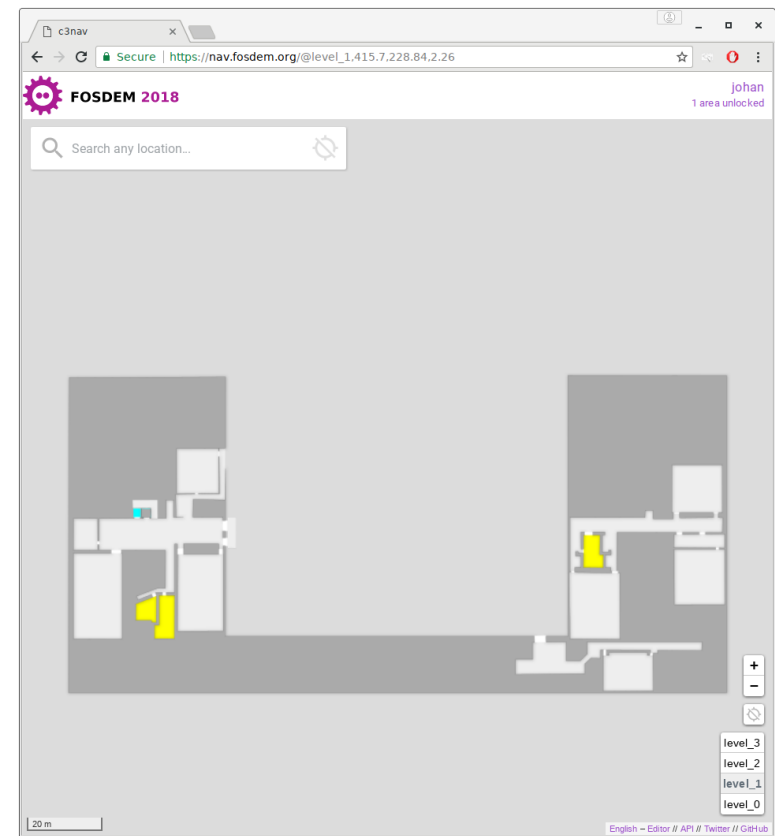 c3nav
Secure | https://nav.fosdem.org/@level_1,415.7,228.84,2.26
FOSDEM 2018
johan
1 area unlocked
Search any location...
+
−
level_3
level_2
level_1
level_0
20 m
English – Editor // API // Twitter // GitHub